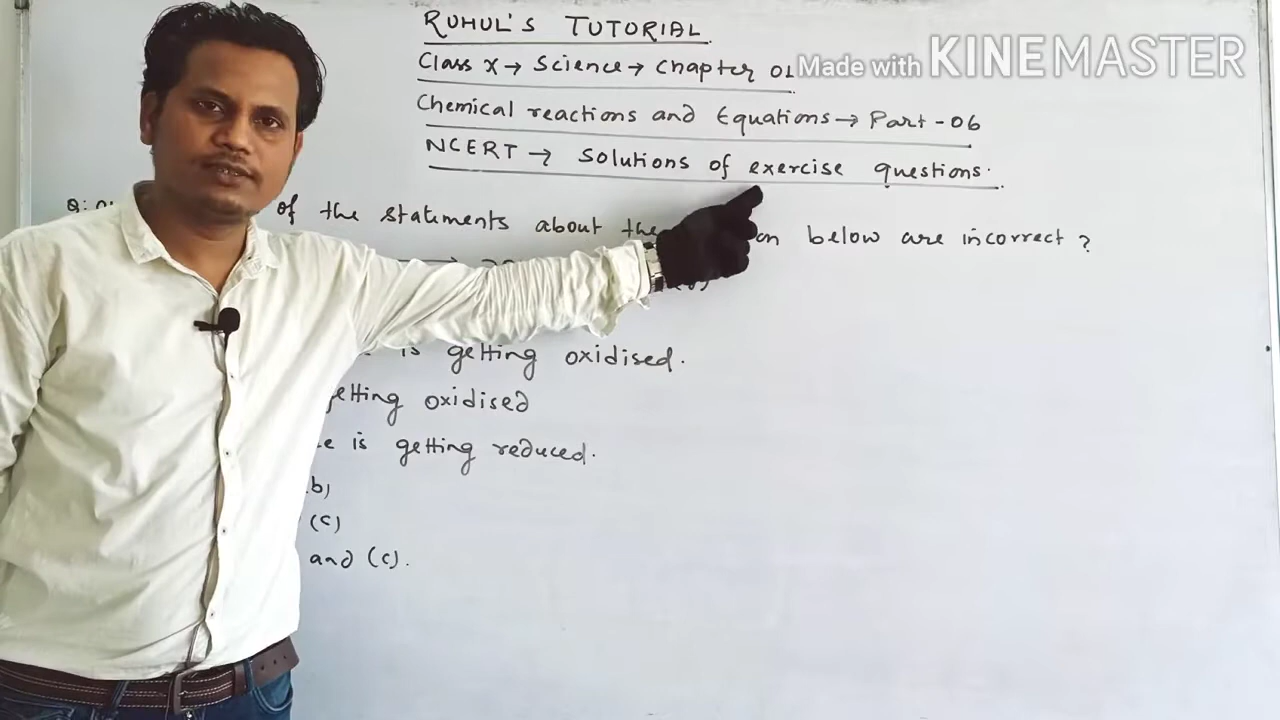 RUHUL'S TUTORIAL
Class X → Science → Chapter 01
Made with KINEMASTER
Chemical reactions and Equations → Part - 06
NCERT → Solutions of exercise questions.
of the statements about the below are incorrect ?
is getting oxidised.
getting oxidised
is getting reduced.
(c)
and (c).